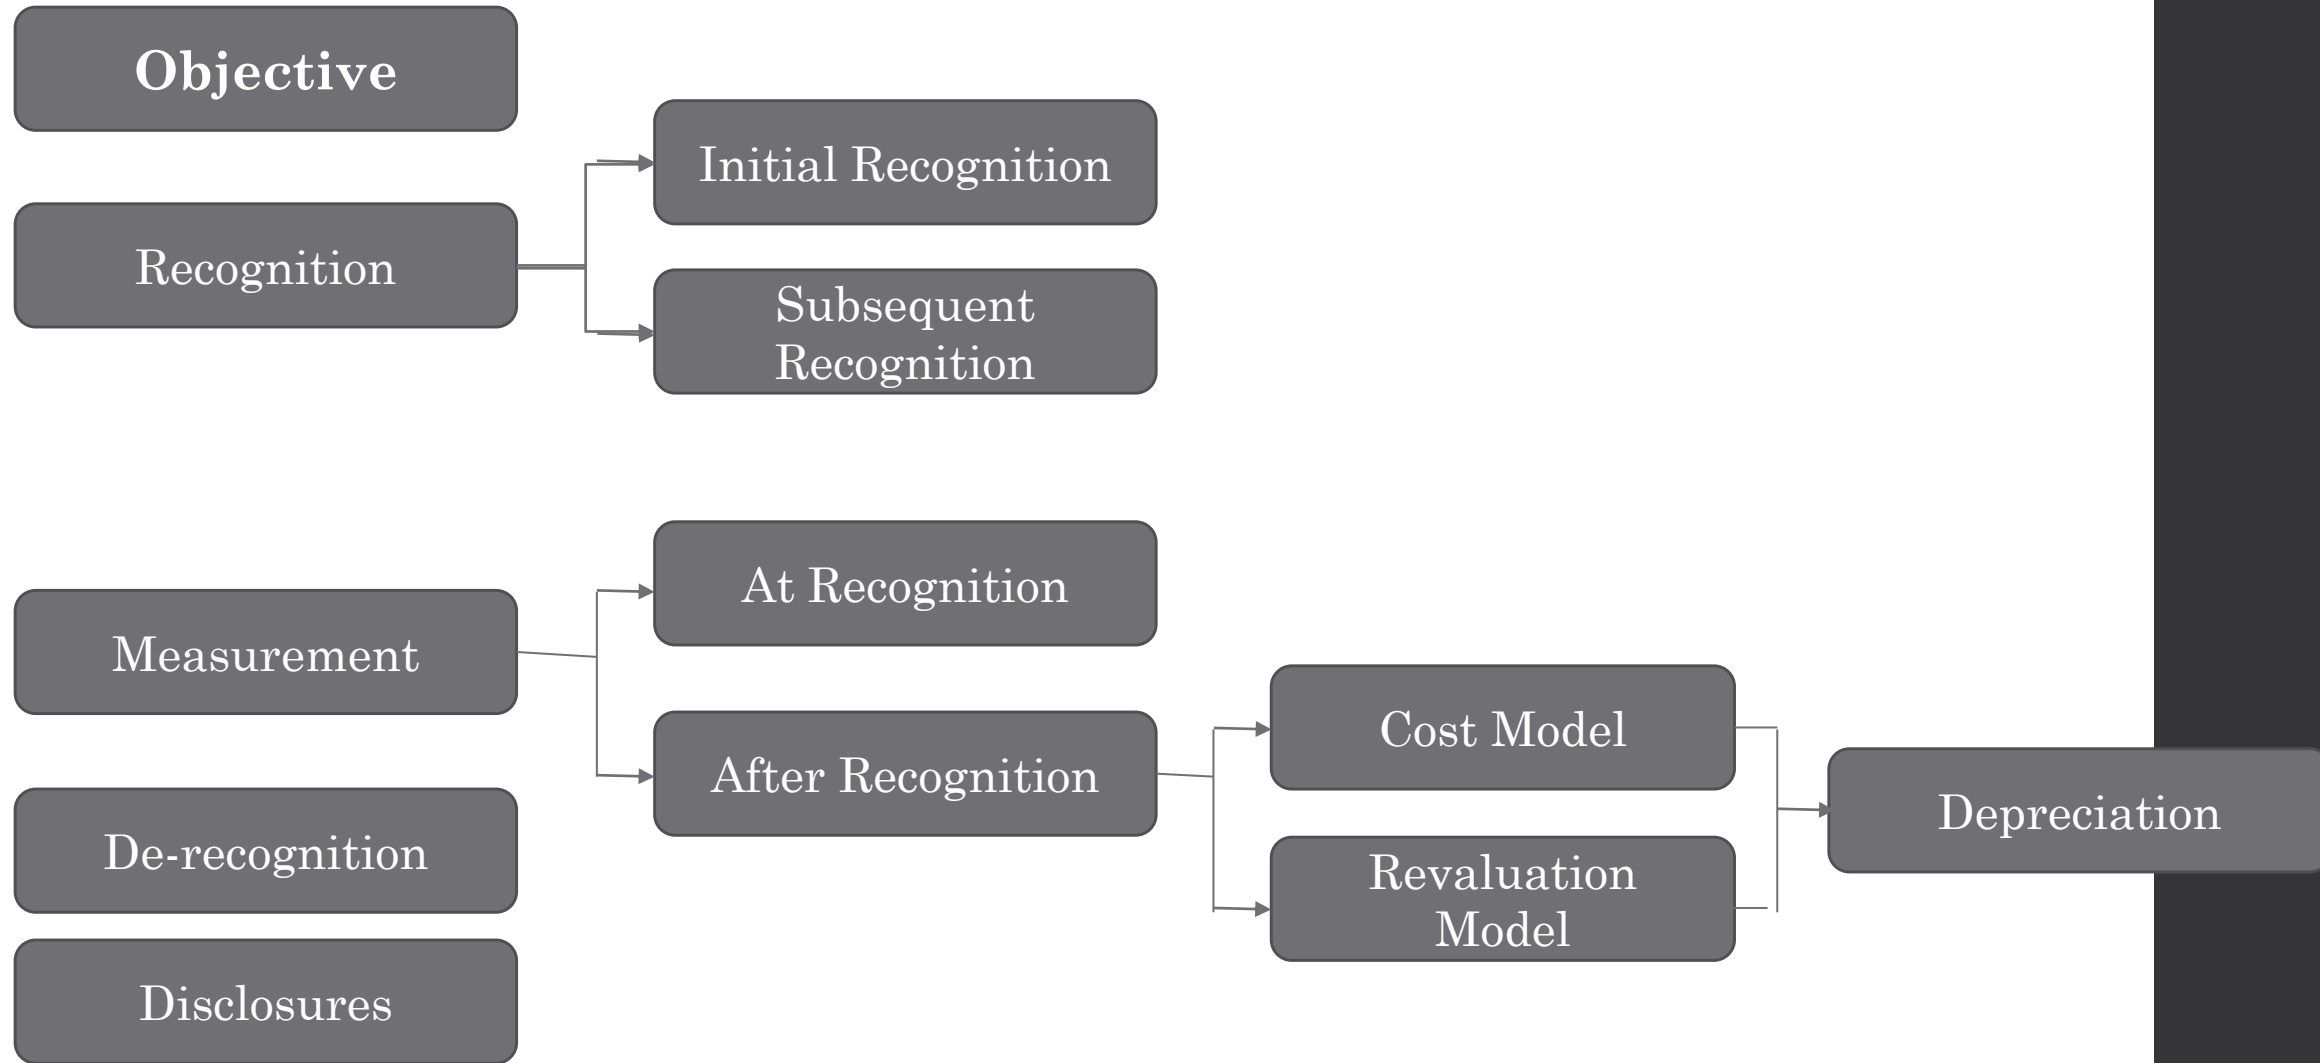 Objective
Recognition
Initial Recognition
Subsequent
Recognition
Measurement
At Recognition
After Recognition
Cost Model
Revaluation
Model
Depreciation
De-recognition
Disclosures